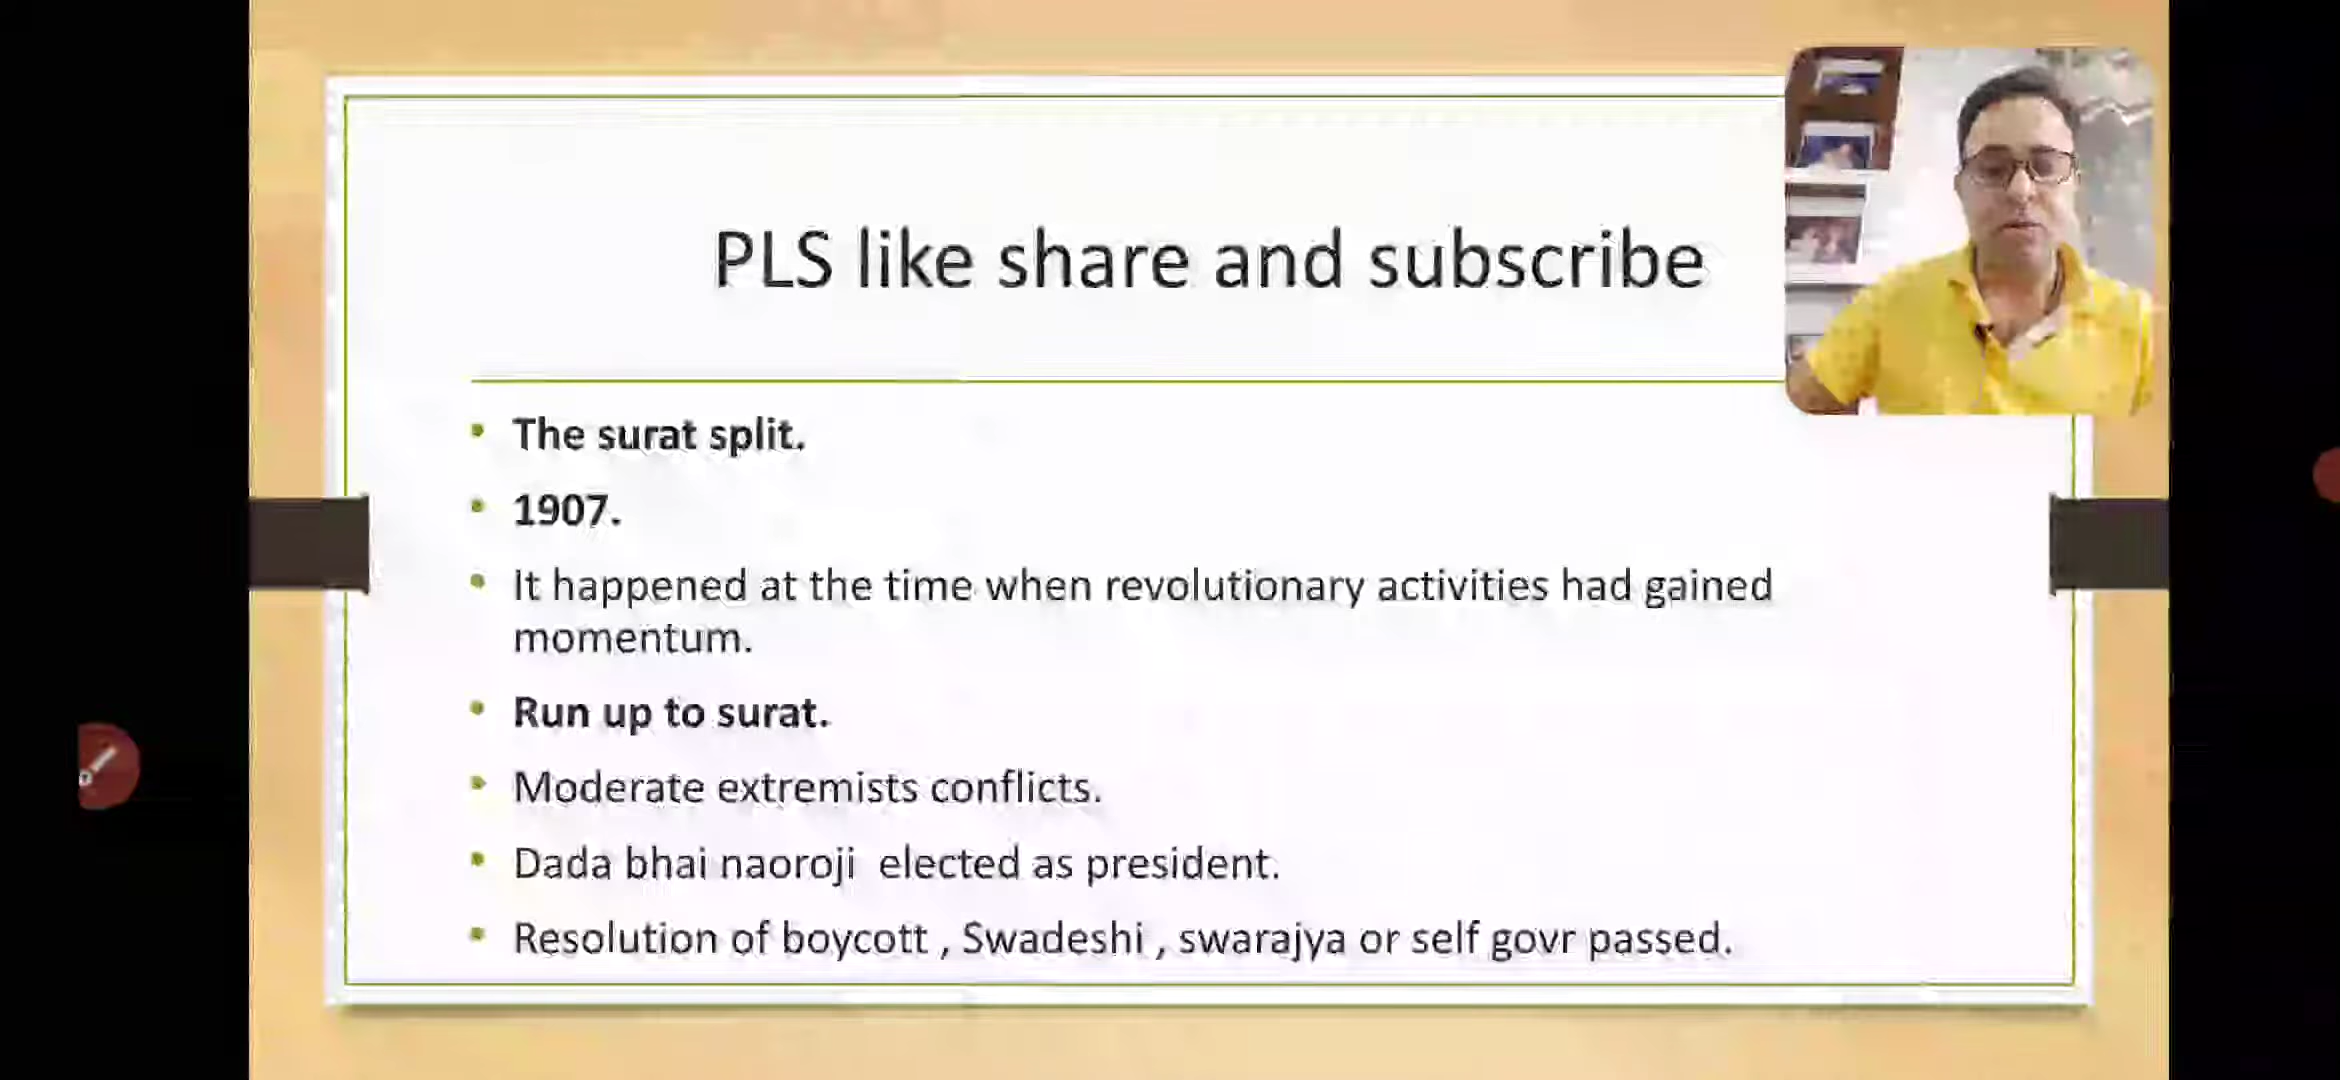 PLS like share and subscribe
• The surat split.
• 1907.
• It happened at the time when revolutionary activities had gained
momentum.
• Run up to surat.
• Moderate extremists conflicts.
• Dada bhai naoroji elected as president.
• Resolution of boycott , Swadeshi , swarajya or self govr passed.